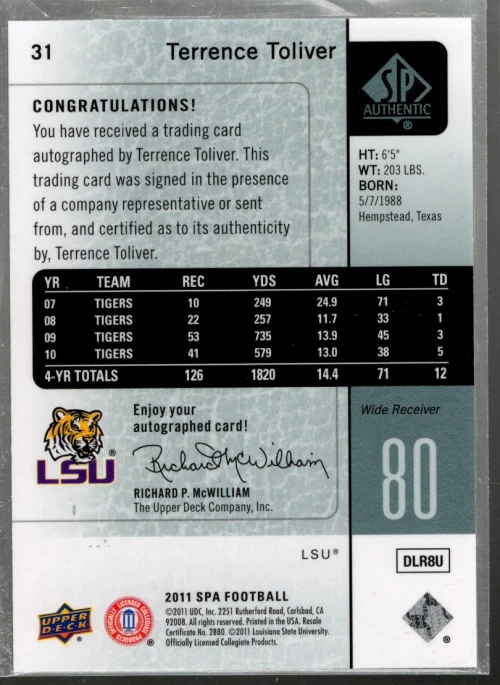 31 Terrence Toliver
SP
AUTHENTIC
®
CONGRATULATIONS!
You have received a trading card
autographed by Terrence Toliver. This
trading card was signed in the presence
of a company representative or sent
from, and certified as to its authenticity
by, Terrence Toliver.
HT: 6'5"
WT: 203 LBS.
BORN:
5/7/1988
Hempstead, Texas
YR TEAM REC YDS AVG LG TD
07 TIGERS 10 249 24.9 71 3
08 TIGERS 22 257 11.7 33 1
09 TIGERS 53 735 13.9 45 3
10 TIGERS 41 579 13.0 38 5
4-YR TOTALS 126 1820 14.4 71 12
LSU®
Enjoy your
autographed card!
Richard McWilliam
RICHARD P. McWILLIAM
The Upper Deck Company, Inc.
Wide Receiver
80
LSU®
DLR8U
UPPER
DECK
®
OFFICIALLY LICENSED COLLEGIATE PRODUCTS
®
2011 SPA FOOTBALL
©2011 UDC, Inc. 2251 Rutherford Road, Carlsbad, CA
92008. All rights reserved. Printed in the USA. Resale
Certificate No. 2880. ©2011 Louisiana State University.
Officially Licensed Collegiate Products.
®